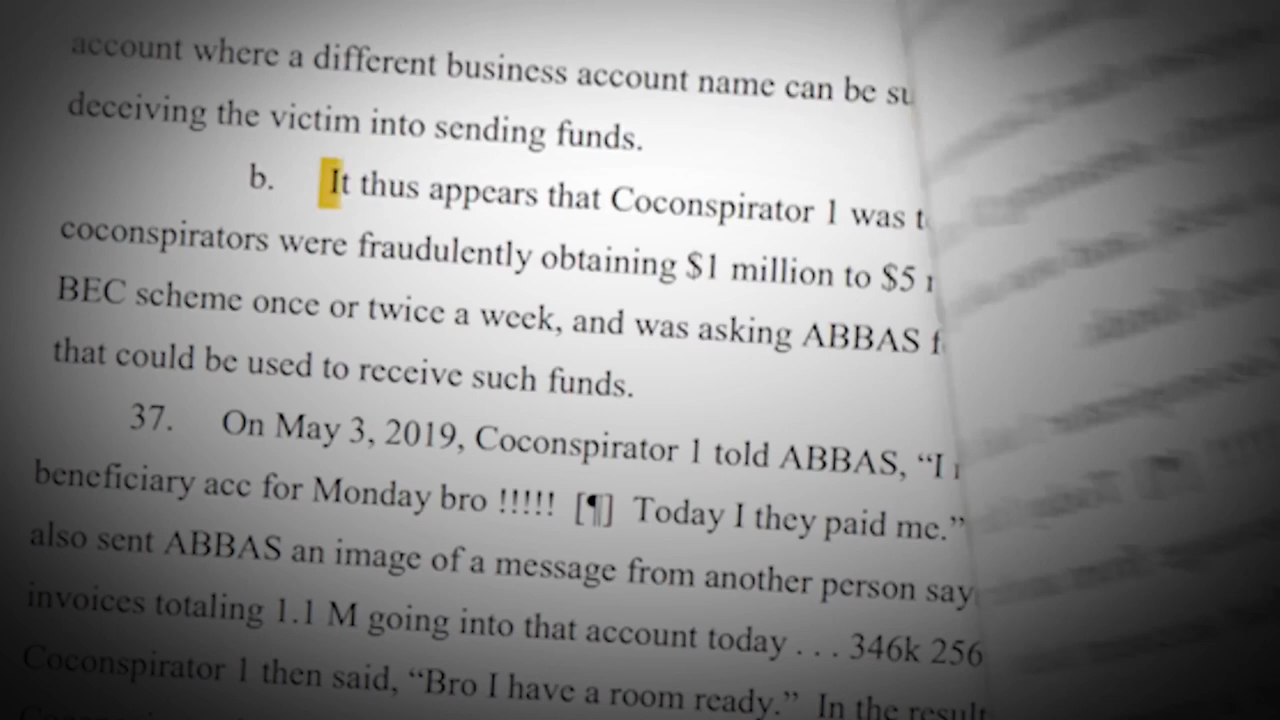 account where a different business account name can be
deceiving the victim into sending funds.
b. It thus appears that Coconspirator 1 was
coconspirators were fraudulently obtaining $1 million to $5
BEC scheme once or twice a week, and was asking ABBAS
that could be used to receive such funds.
37. On May 3, 2019, Coconspirator 1 told ABBAS, “I
beneficiary acc for Monday bro !!!!! [¶] Today I they paid me.”
also sent ABBAS an image of a message from another person say
invoices totaling 1.1 M going into that account today . . . 346k 256
Coconspirator 1 then said, “Bro I have a room ready.” In the result